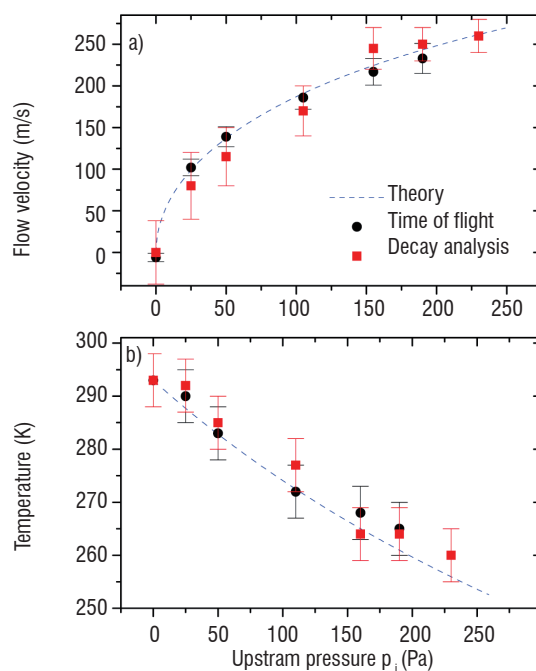 a)
250
200
150
100
50
0
Flow velocity (m/s)
Theory
Time of flight
Decay analysis
0 50 100 150 200 250
b)
300
290
280
270
260
250
Temperature (K)
0 50 100 150 200 250
Upstram pressure p i (Pa)